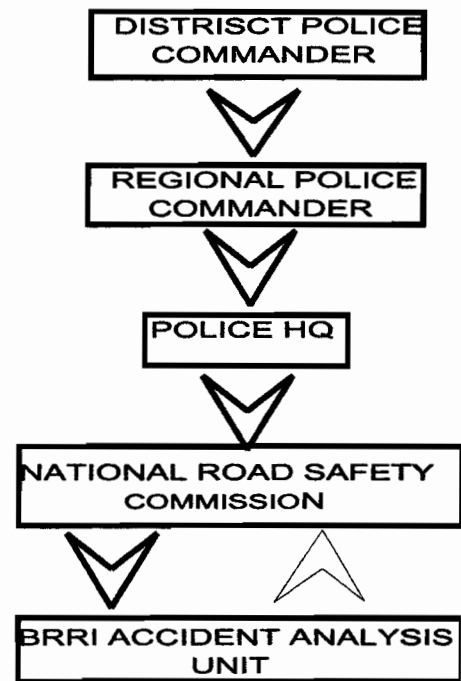 DISTRISCT POLICE
COMMANDER
REGIONAL POLICE
COMMANDER
POLICE HQ
NATIONAL ROAD SAFETY
COMMISSION
BRRI ACCIDENT ANALYSIS
UNIT